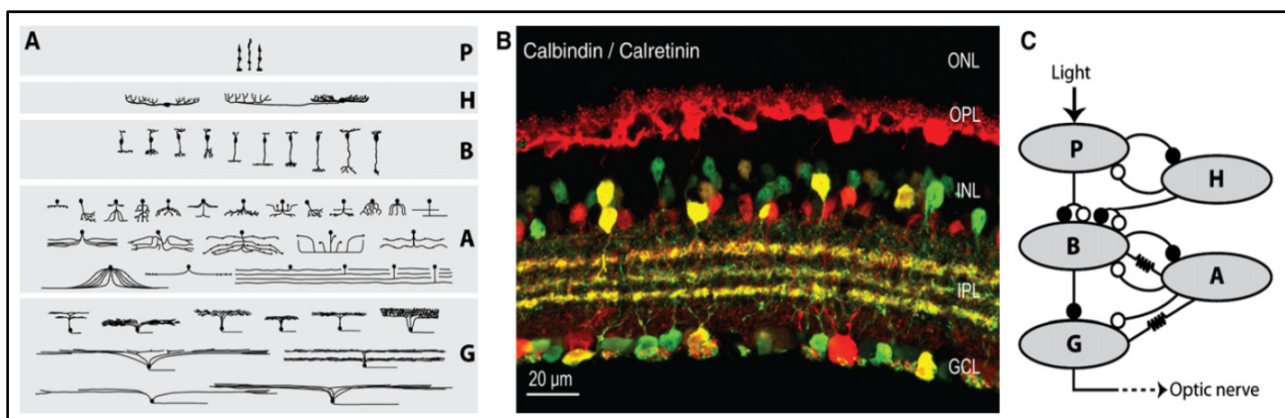 A
P
H
B
A
G
B
Calbindin / Calretinin
ONL
OPL
INL
IPL
GCL
20 µm
C
Light
P
H
B
A
G
Optic nerve